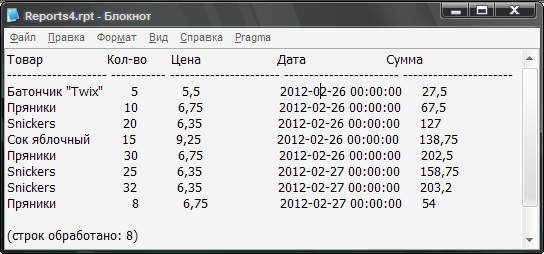 Reports4.rpt - Блокнот
Файл Правка Формат Вид Справка Pragma
Товар Кол-во Цена Дата Сумма
Батончик "Twix" 5 5,5 2012-02-26 00:00:00 27,5
Пряники 10 6,75 2012-02-26 00:00:00 67,5
Snickers 20 6,35 2012-02-26 00:00:00 127
Сок яблочный 15 9,25 2012-02-26 00:00:00 138,75
Пряники 30 6,75 2012-02-26 00:00:00 202,5
Snickers 25 6,35 2012-02-27 00:00:00 158,75
Snickers 32 6,35 2012-02-27 00:00:00 203,2
Пряники 8 6,75 2012-02-27 00:00:00 54
(строк обработано: 8)